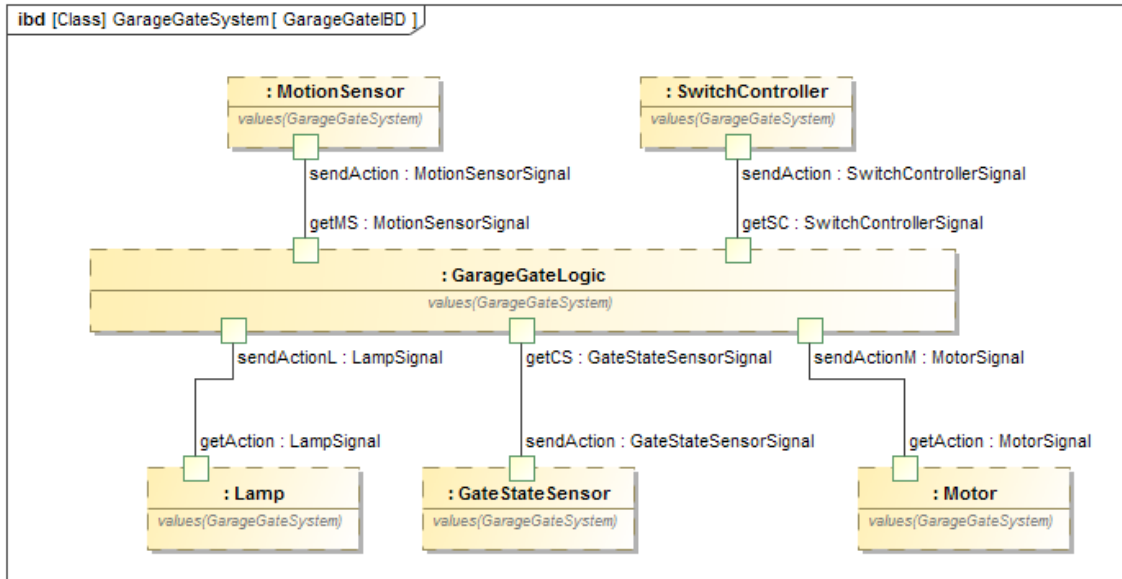 ibd [Class] GarageGateSystem[ GarageGateIBD ]
: MotionSensor
values(GarageGateSystem)
: SwitchController
values(GarageGateSystem)
sendAction : MotionSensorSignal
sendAction : SwitchControllerSignal
getMS : MotionSensorSignal
getSC : SwitchControllerSignal
: GarageGateLogic
values(GarageGateSystem)
sendActionL : LampSignal
getCS : GateStateSensorSignal
sendActionM : MotorSignal
getAction : LampSignal
sendAction : GateStateSensorSignal
getAction : MotorSignal
: Lamp
values(GarageGateSystem)
: GateStateSensor
values(GarageGateSystem)
: Motor
values(GarageGateSystem)